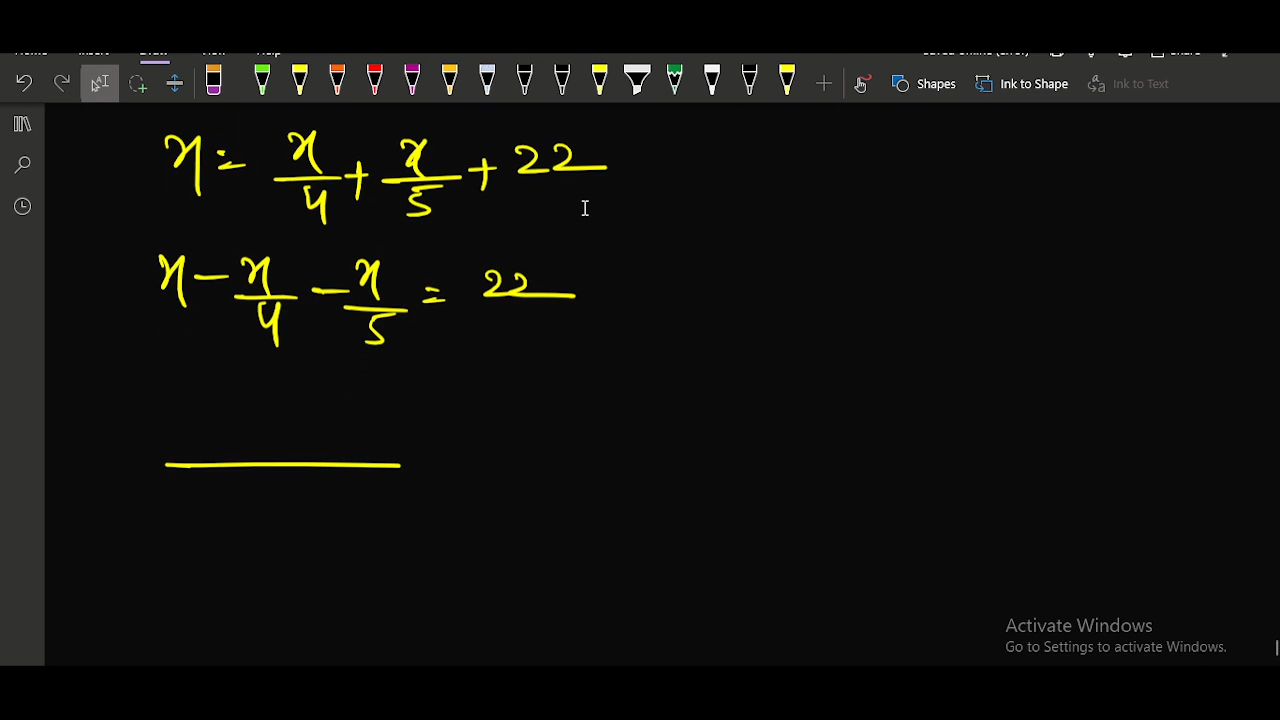 Shapes Ink to Shape Ink to Text
x = x/4 + x/5 + 22
x - x/4 - x/5 = 22
Activate Windows
Go to Settings to activate Windows.